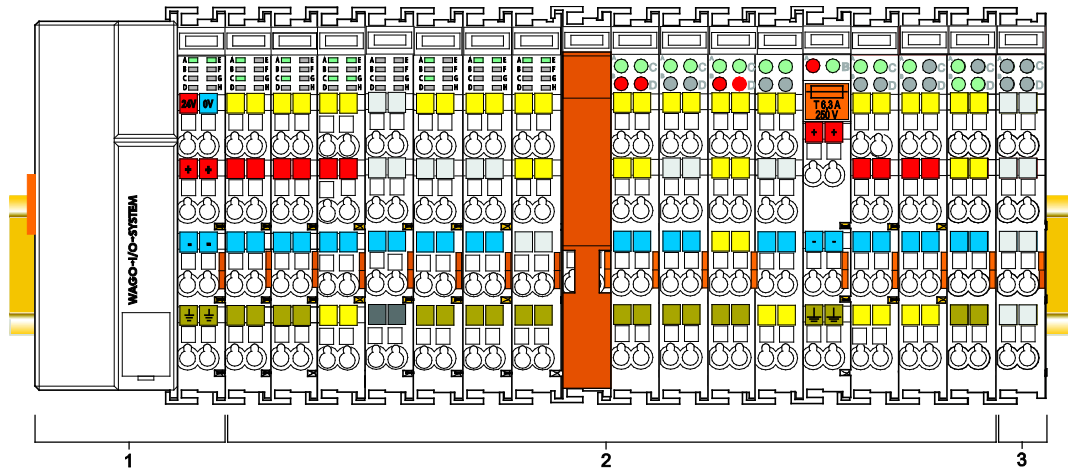 A E A E A E A E A E A E A E A E
B F B F B F B F B F B F B F B F
C G C G C G C G C G C G C G C G
D H D H D H D H D H D H D H D H
A C A C A C A B A C A C A C A C
B D B D B D B D B D B D B D
24V 0V
T 6,3 A
250 V
+ + + +
- - - -
WAGO-I/O-SYSTEM
1 2 3